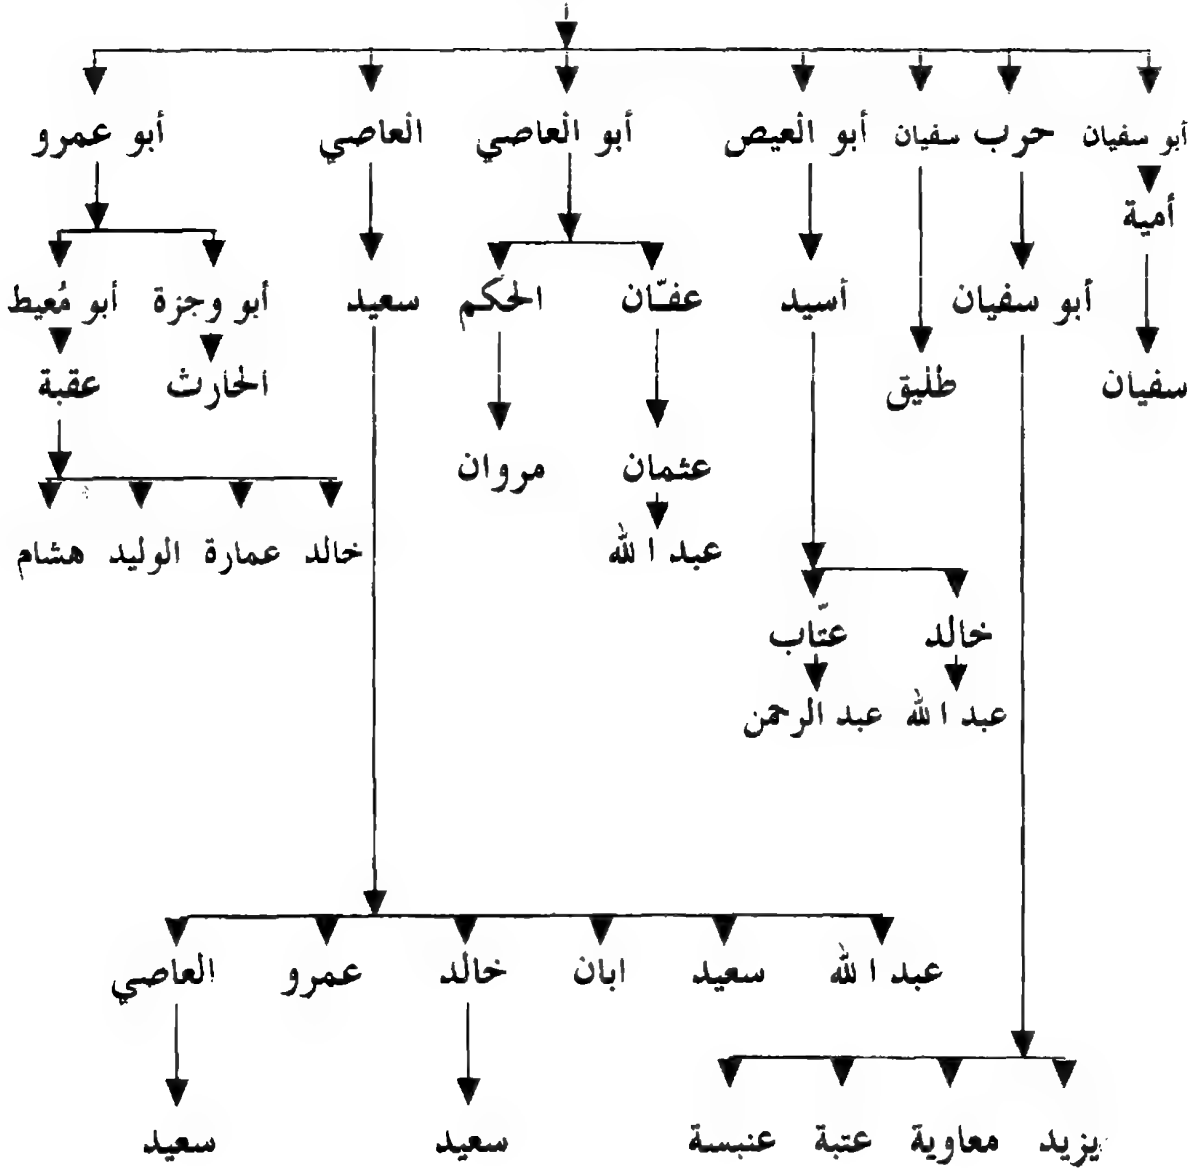 أبو سفيان حرب سفيان أبو العيص أبو العاصي العاصي أبو عمرو
أمية
أبو سفيان أسيد عفّان الحكم سعيد أبو وجزة أبو مُعيط
سفيان طليق الحارث عقبة
عثمان مروان
عبد الله خالد عمارة الوليد هشام
خالد عتّاب
عبد الله عبد الرحمن
عبد الله سعيد ابان خالد عمرو العاصي
يزيد معاوية عتبة عنبسة سعيد سعيد